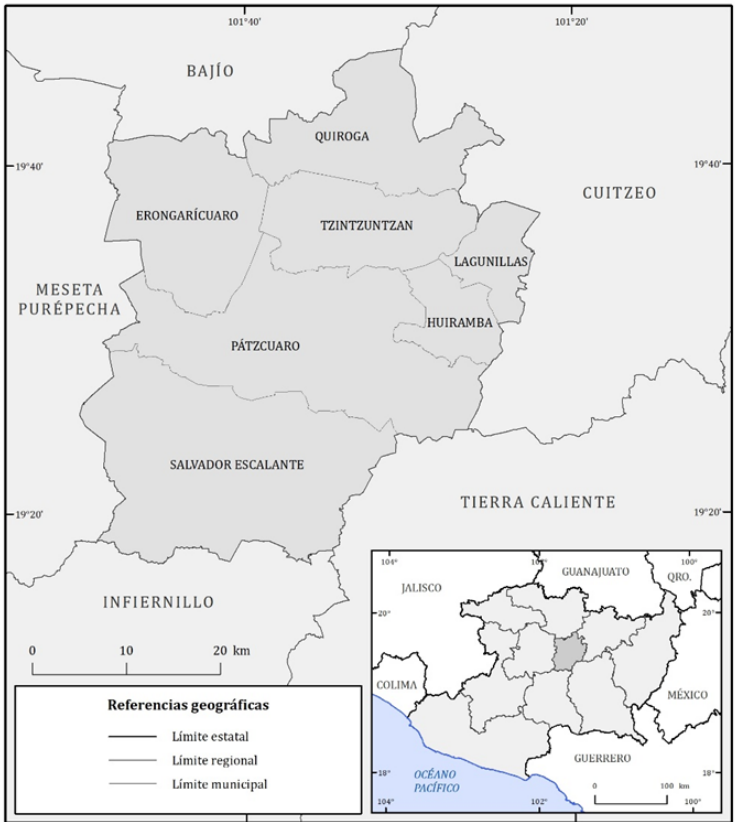 101°40'
101°20'
BAJÍO
QUIROGA
19°40'
19°40'
CUITZEO
ERONGARÍCUARO
TZINTZUNTZAN
LAGUNILLAS
MESETA
PURÉPECHA
HUIRAMBA
PÁTZCUARO
SALVADOR ESCALANTE
TIERRA CALIENTE
19°20'
19°20'
INFIERNILLO
0 10 20 km
Referencias geográficas
Límite estatal
Límite regional
Límite municipal
104°
100°
GUANAJUATO
QRO.
JALISCO
20°
20°
COLIMA
MÉXICO
GUERRERO
OCÉANO
PACÍFICO
18°
18°
0 100 km
104°
102°
100°